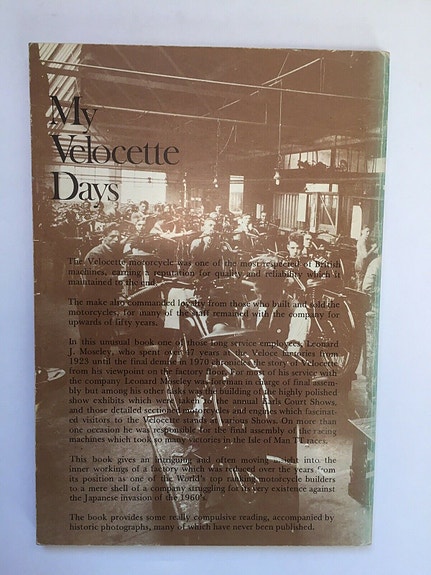 My
Velocette
Days
The Velocette motorcycle was one of the most respected of British
machines, earning a reputation for quality and reliability which it
maintained to the end.
The make also commanded loyalty from those who built and sold the
motorcycles, for many of the staff remained with the company for
upwards of fifty years.
In this unusual book one of those long service employees, Leonard
J. Moseley, who spent over 47 years at the Veloce factories from
1923 until the final demise in 1970 chronicles the story of Velocette
from his viewpoint on the factory floor, for most of his service with
the company Leonard Moseley was foreman in charge of final assem-
bly but among his other tasks was the building of the highly polished
show exhibits which were taken to the annual Earls Court Shows,
and those detailed sectioned motorcycles and engines which fascinat-
ed visitors to the Velocette stands at various Shows. On more than
one occasion he was responsible for the final assembly of the racing
machines which took so many victories in the Isle of Man TT races.
This book gives an intriguing and often moving insight into the
inner workings of a factory which was reduced over the years from
its position as one of the World's top ranking motorcycle builders
to a mere shell of a company struggling for its very existence against
the Japanese invasion of the 1960's.
The book provides some really compulsive reading, accompanied by
historic photographs, many of which have never been published.